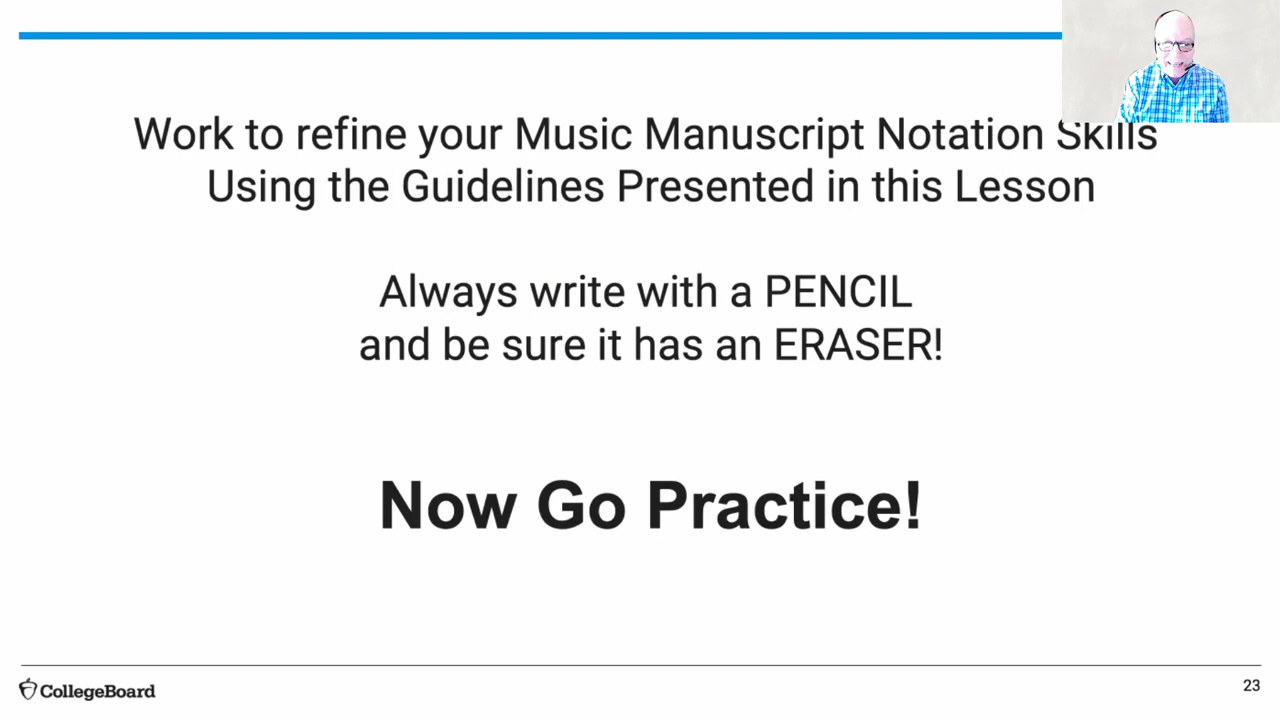 Work to refine your Music Manuscript Notation Skills
Using the Guidelines Presented in this Lesson
Always write with a PENCIL
and be sure it has an ERASER!
Now Go Practice!
CollegeBoard
23